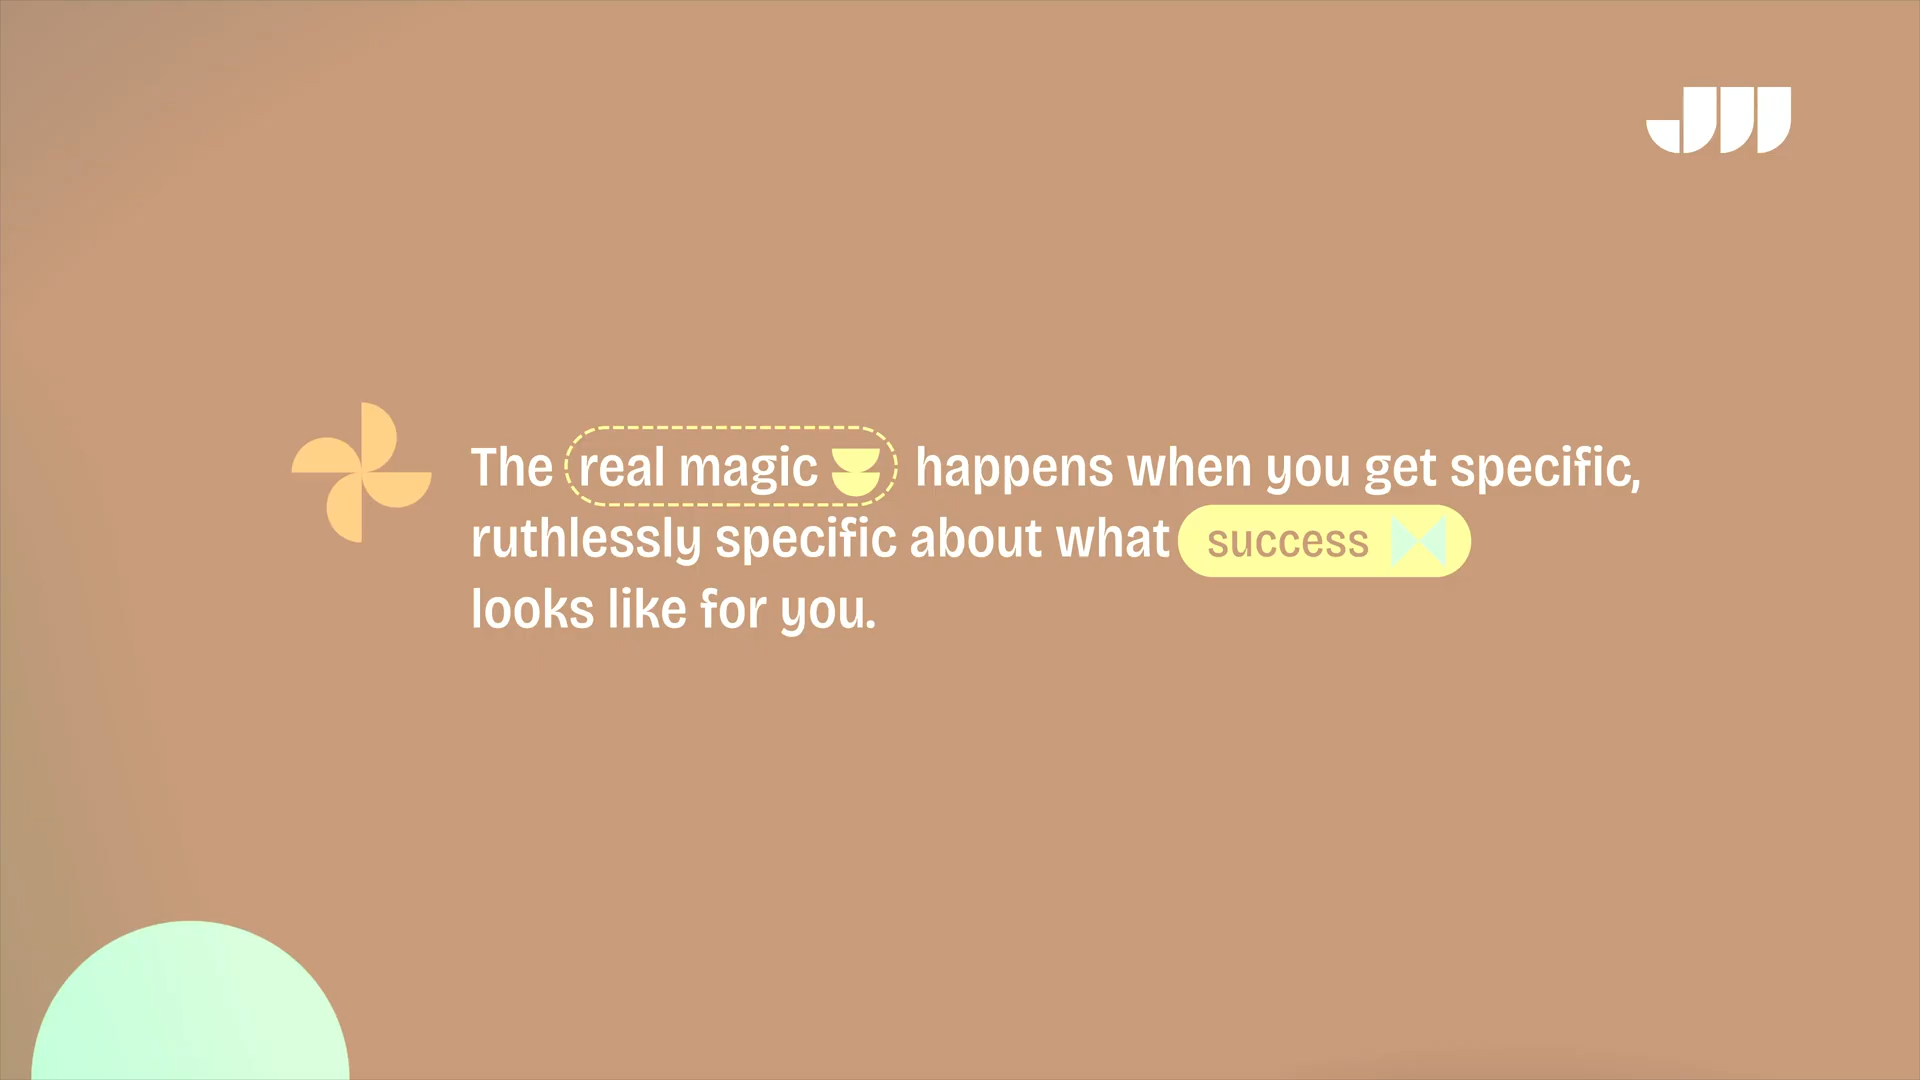 The real magic happens when you get specific,
ruthlessly specific about what success
looks like for you.